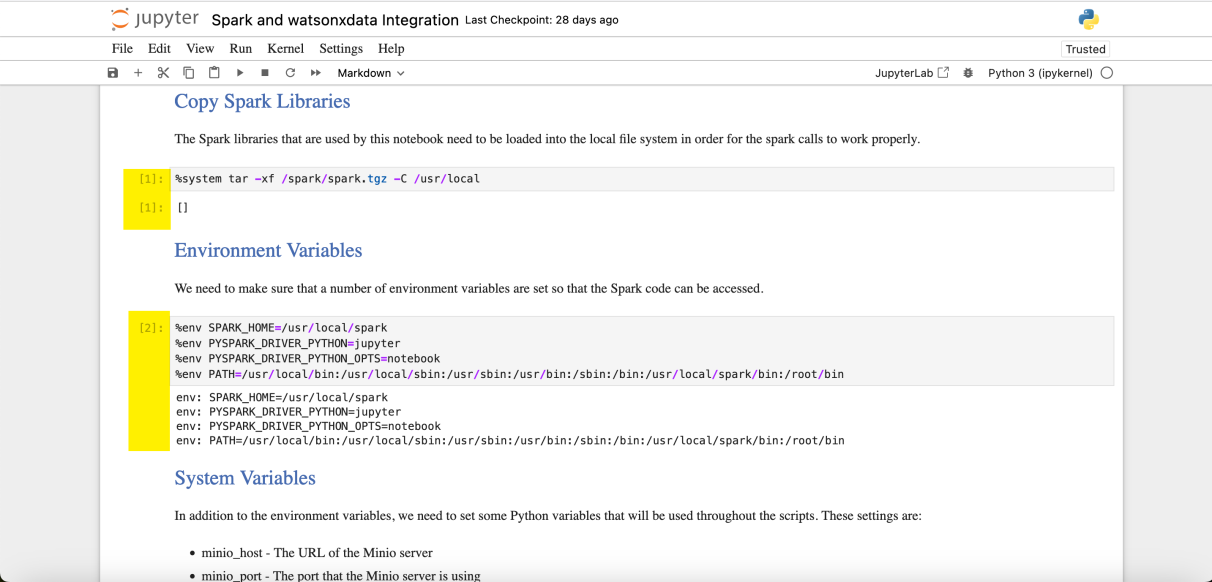 jupyter Spark and watsonxdata Integration Last Checkpoint: 28 days ago
File Edit View Run Kernel Settings Help Trusted
Markdown JupyterLab Python 3 (ipykernel)
Copy Spark Libraries
The Spark libraries that are used by this notebook need to be loaded into the local file system in order for the spark calls to work properly.
[1]: %system tar -xf /spark/spark.tgz -C /usr/local
[1]: []
Environment Variables
We need to make sure that a number of environment variables are set so that the Spark code can be accessed.
[2]: %env SPARK_HOME=/usr/local/spark
%env PYSPARK_DRIVER_PYTHON=jupyter
%env PYSPARK_DRIVER_PYTHON_OPTS=notebook
%env PATH=/usr/local/bin:/usr/local/sbin:/usr/sbin:/usr/bin:/sbin:/bin:/usr/local/spark/bin:/root/bin
env: SPARK_HOME=/usr/local/spark
env: PYSPARK_DRIVER_PYTHON=jupyter
env: PYSPARK_DRIVER_PYTHON_OPTS=notebook
env: PATH=/usr/local/bin:/usr/local/sbin:/usr/sbin:/usr/bin:/sbin:/bin:/usr/local/spark/bin:/root/bin
System Variables
In addition to the environment variables, we need to set some Python variables that will be used throughout the scripts. These settings are:
• minio_host - The URL of the Minio server
• minio_port - The port that the Minio server is using